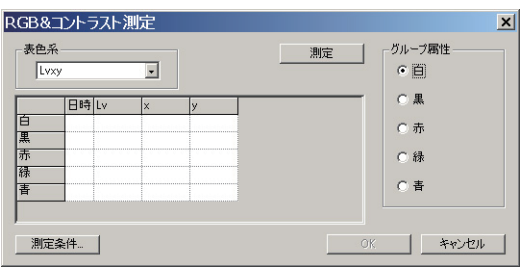 RGB&コントラスト測定
表色系
Lvxy
測定
グループ属性
白
黒
赤
緑
青
日時 Lv x y
白
黒
赤
緑
青
測定条件...
OK
キャンセル